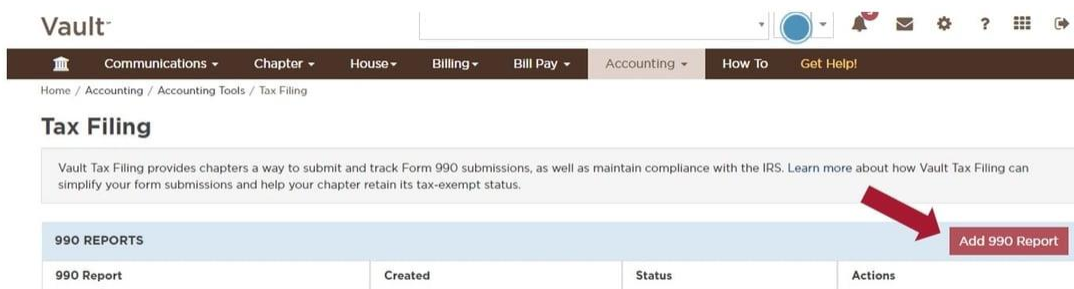 Vault
?
Communications Chapter House Billing Bill Pay Accounting How To Get Help!
Home / Accounting / Accounting Tools / Tax Filing
Tax Filing
Vault Tax Filing provides chapters a way to submit and track Form 990 submissions, as well as maintain compliance with the IRS. Learn more about how Vault Tax Filing can
simplify your form submissions and help your chapter retain its tax-exempt status.
990 REPORTS Add 990 Report
990 Report Created Status Actions